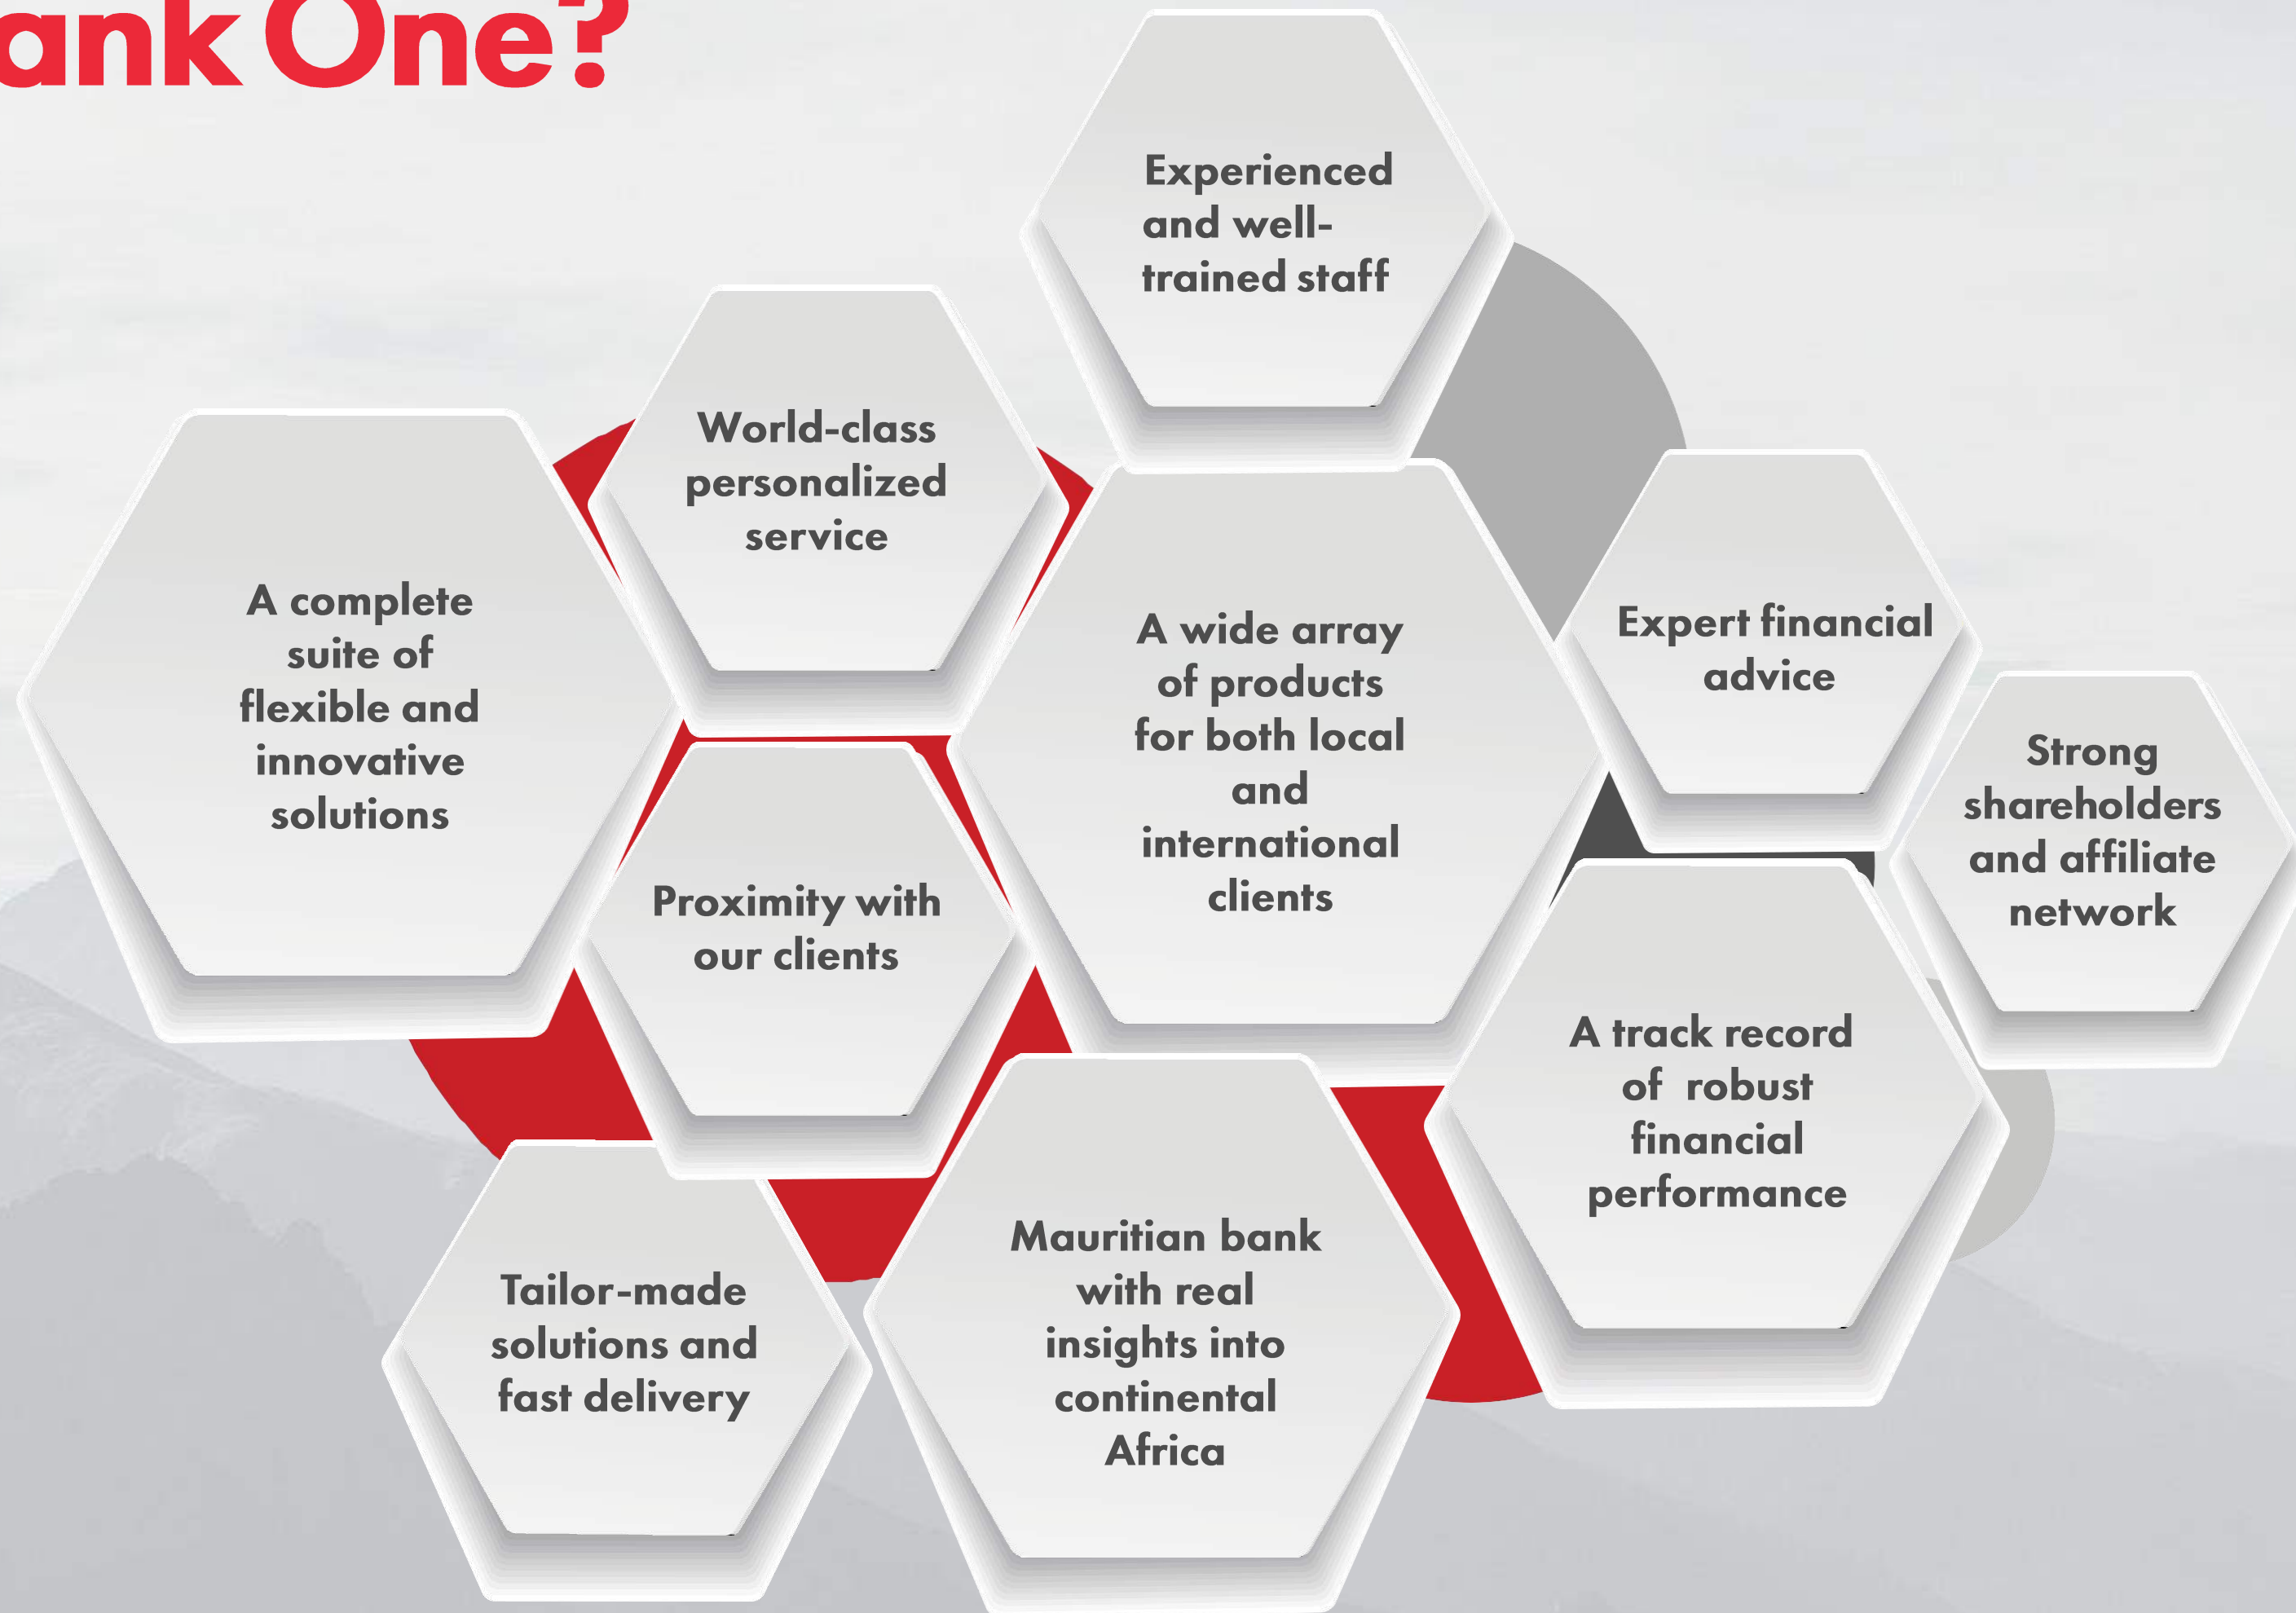 ank One?
Experienced
and well-
trained staff
World-class
personalized
service
A complete
suite of
flexible and
innovative
solutions
A wide array
of products
for both local
and
international
clients
Expert financial
advice
Strong
shareholders
and affiliate
network
Proximity with
our clients
A track record
of robust
financial
performance
Tailor-made
solutions and
fast delivery
Mauritian bank
with real
insights into
continental
Africa